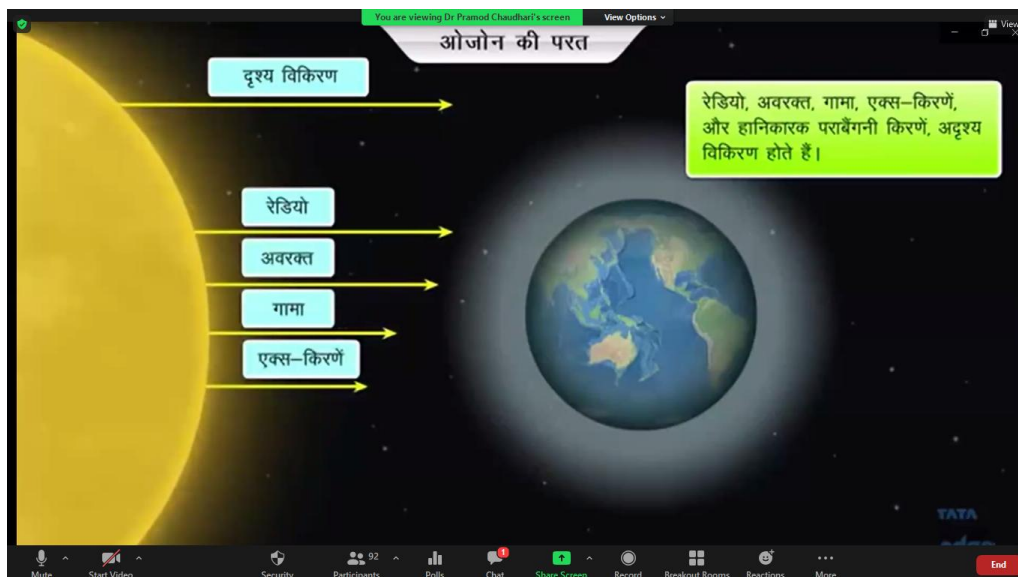 You are viewing Dr Pramod Chaudhari's screen
View Options
View
ओजोन की परत
दृश्य विकिरण
रेडियो, अवरक्त, गामा, एक्स–किरणें,
और हानिकारक पराबैंगनी किरणें, अदृश्य
विकिरण होते हैं।
रेडियो
अवरक्त
गामा
एक्स–किरणें
TATA
Mute
Start Video
Security
92
Participants
Polls
1
Chat
Share Screen
Record
Breakout Rooms
Reactions
More
End